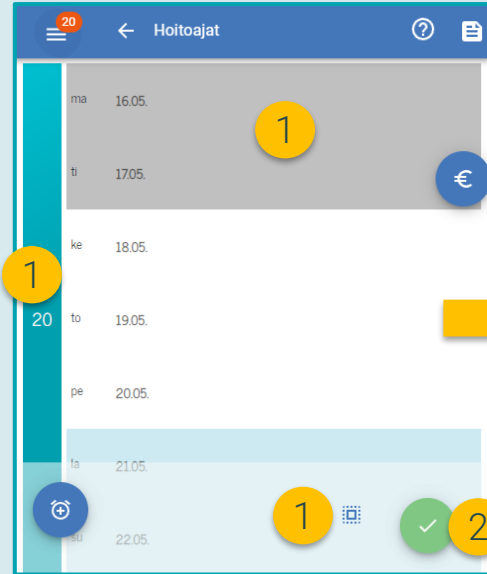 20
Hoitoajat
ma 16.05.
1
ti 17.05.
€
ke 18.05.
1
20 to 19.05.
pe 20.05.
la 21.05.
1
2
su 22.05.